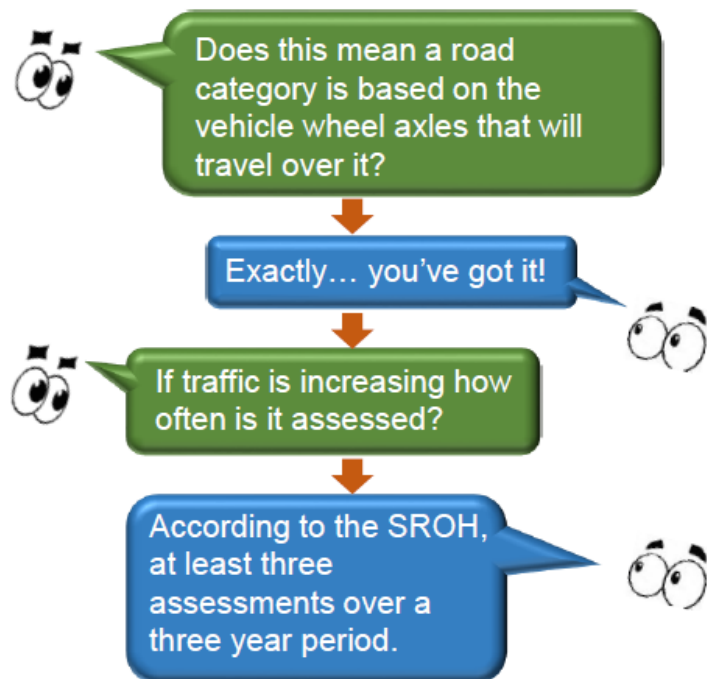 Does this mean a road
category is based on the
vehicle wheel axles that will
travel over it?
Exactly… you’ve got it!
If traffic is increasing how
often is it assessed?
According to the SROH,
at least three
assessments over a
three year period.